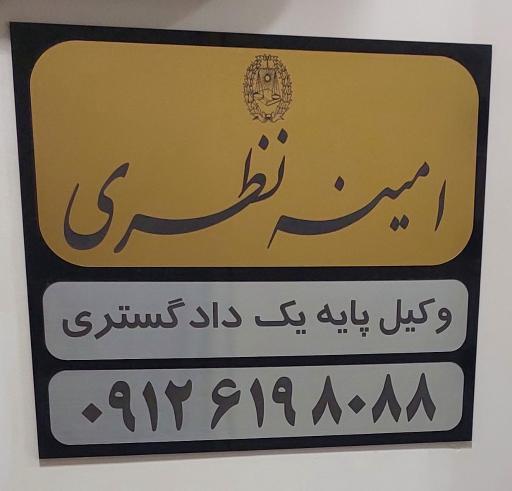 امینه نظری
وکیل پایه یک دادگستری
۰۹۱۲ ۶۱۹ ۸۰۸۸